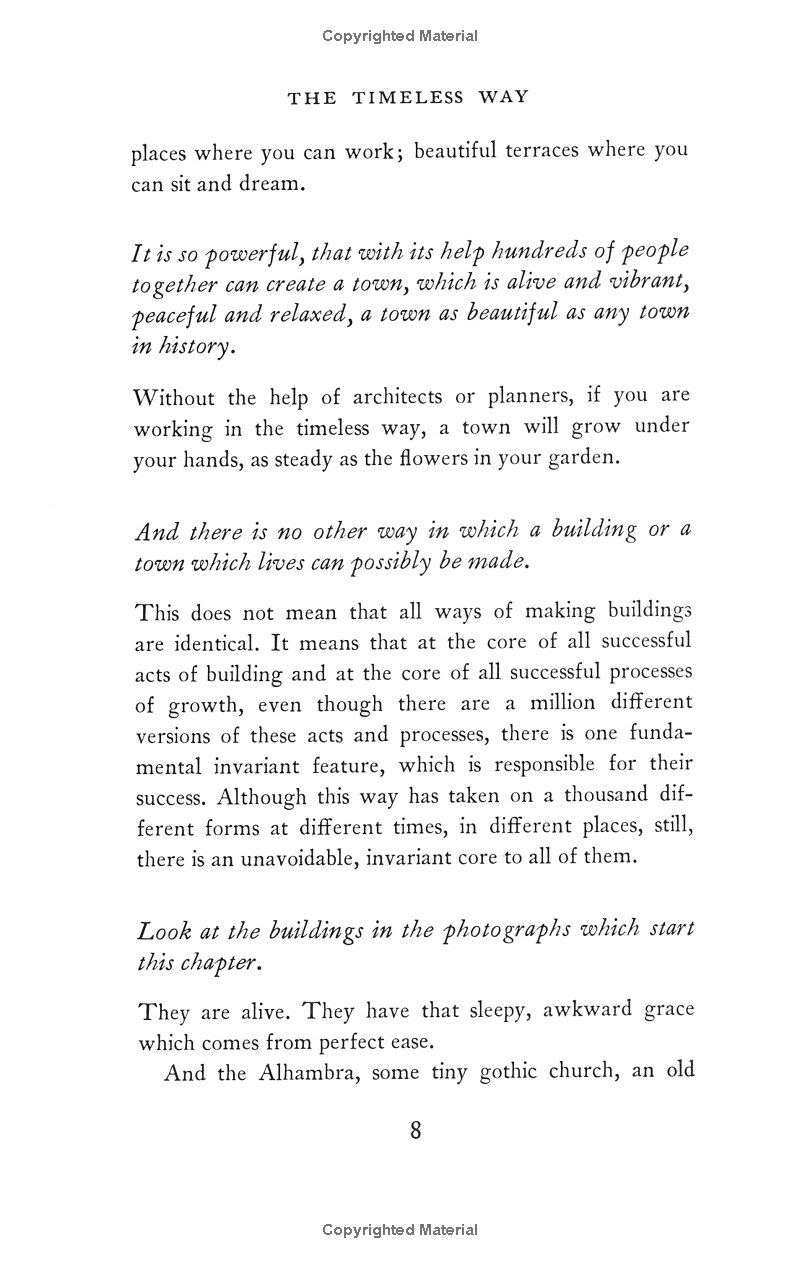 Copyrighted Material
THE TIMELESS WAY
places where you can work; beautiful terraces where you
can sit and dream.
It is so powerful, that with its help hundreds of people
together can create a town, which is alive and vibrant,
peaceful and relaxed, a town as beautiful as any town
in history.
Without the help of architects or planners, if you are
working in the timeless way, a town will grow under
your hands, as steady as the flowers in your garden.
And there is no other way in which a building or a
town which lives can possibly be made.
This does not mean that all ways of making buildings
are identical. It means that at the core of all successful
acts of building and at the core of all successful processes
of growth, even though there are a million different
versions of these acts and processes, there is one funda-
mental invariant feature, which is responsible for their
success. Although this way has taken on a thousand dif-
ferent forms at different times, in different places, still,
there is an unavoidable, invariant core to all of them.
Look at the buildings in the photographs which start
this chapter.
They are alive. They have that sleepy, awkward grace
which comes from perfect ease.
And the Alhambra, some tiny gothic church, an old
8
Copyrighted Material